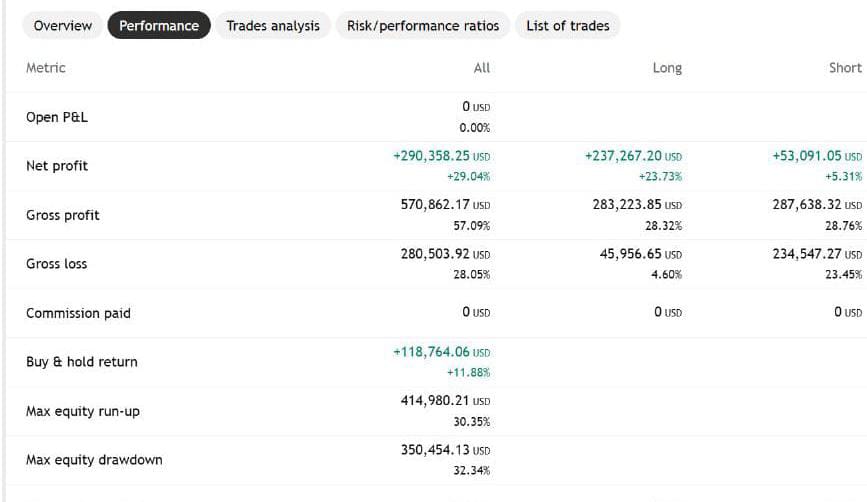 Overview Performance Trades analysis Risk/performance ratios List of trades
Metric All Long Short
Open P&L 0 USD
0.00%
Net profit +290,358.25 USD +237,267.20 USD +53,091.05 USD
+29.04% +23.73% +5.31%
Gross profit 570,862.17 USD 283,223.85 USD 287,638.32 USD
57.09% 28.32% 28.76%
Gross loss 280,503.92 USD 45,956.65 USD 234,547.27 USD
28.05% 4.60% 23.45%
Commission paid 0 USD 0 USD 0 USD
Buy & hold return +118,764.06 USD
+11.88%
Max equity run-up 414,980.21 USD
30.35%
Max equity drawdown 350,454.13 USD
32.34%